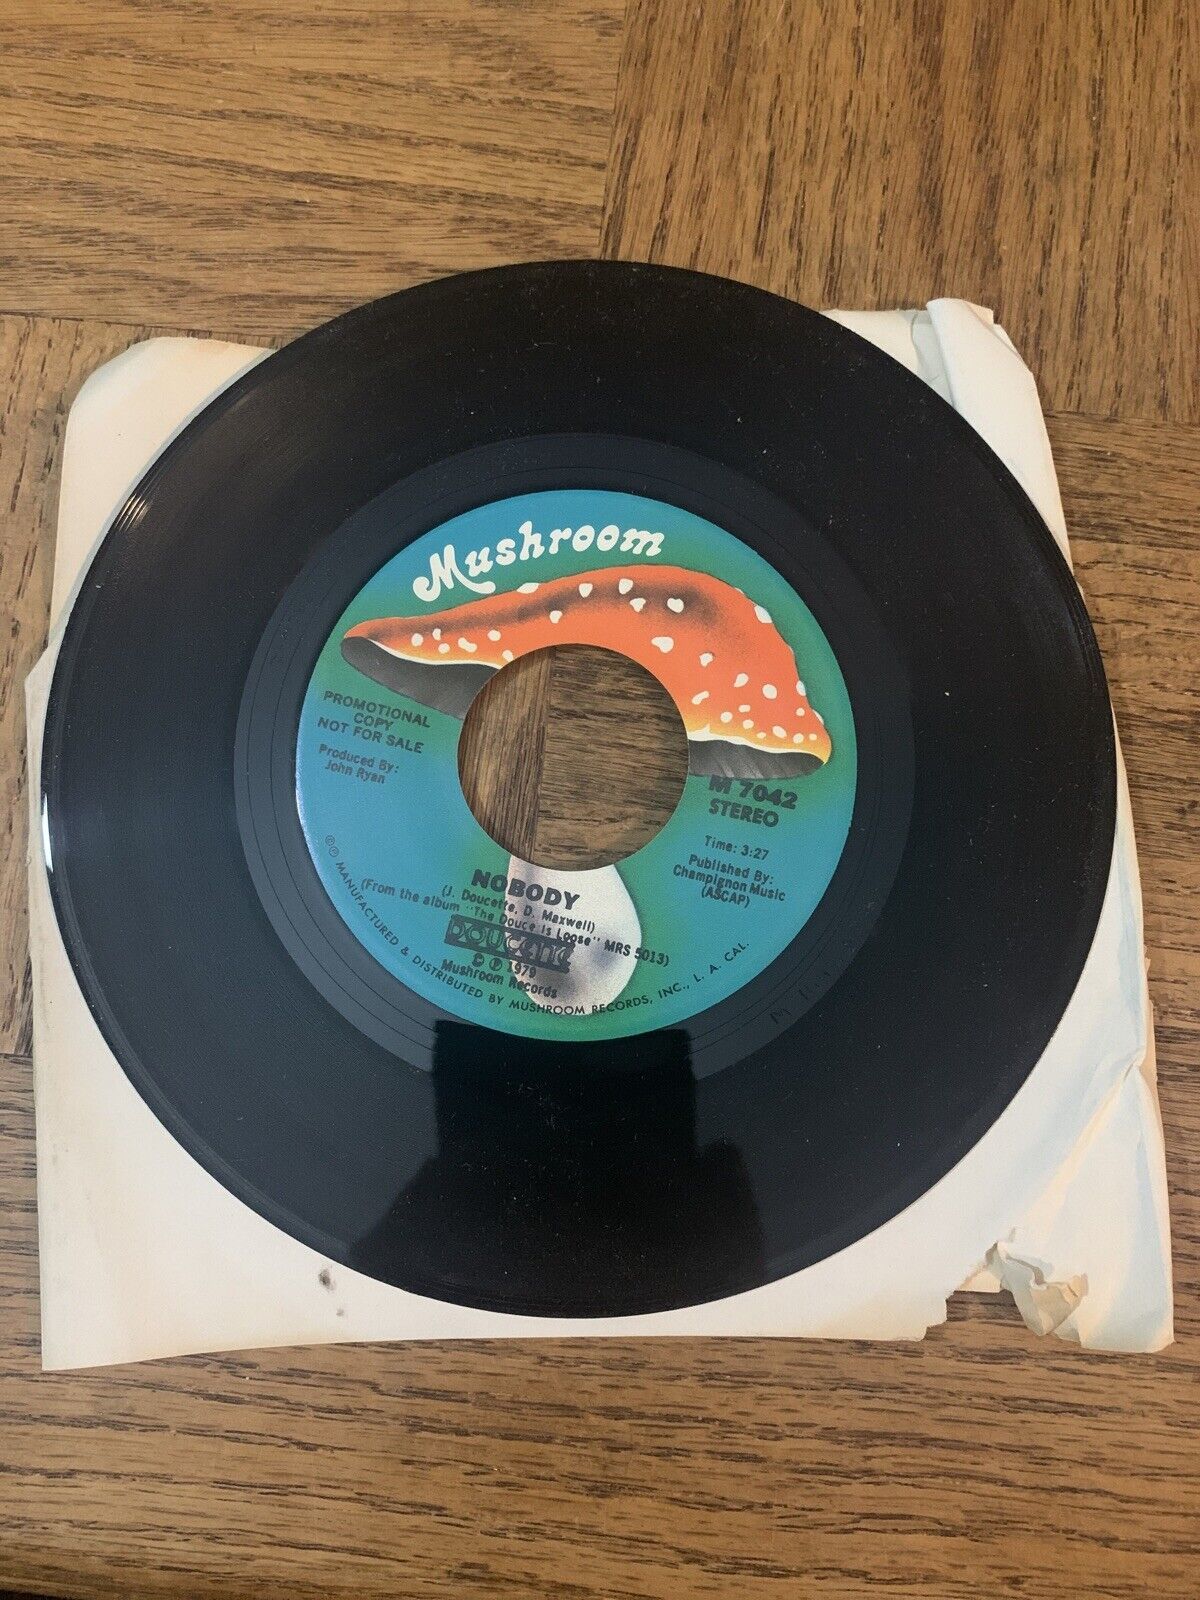 Mushroom
PROMOTIONAL
COPY
NOT FOR SALE
Produced By:
John Ryan
M 7042
STEREO
Time: 3:27
Published By:
Champignon Music
(ASCAP)
NOBODY
(J. Doucette, D. Maxwell)
(From the album "The Douce Is Loose" MRS 5013)
DOUCETTE
© ℗ 1979
Mushroom Records
℗© MANUFACTURED & DISTRIBUTED BY MUSHROOM RECORDS, INC., L. A. CAL.